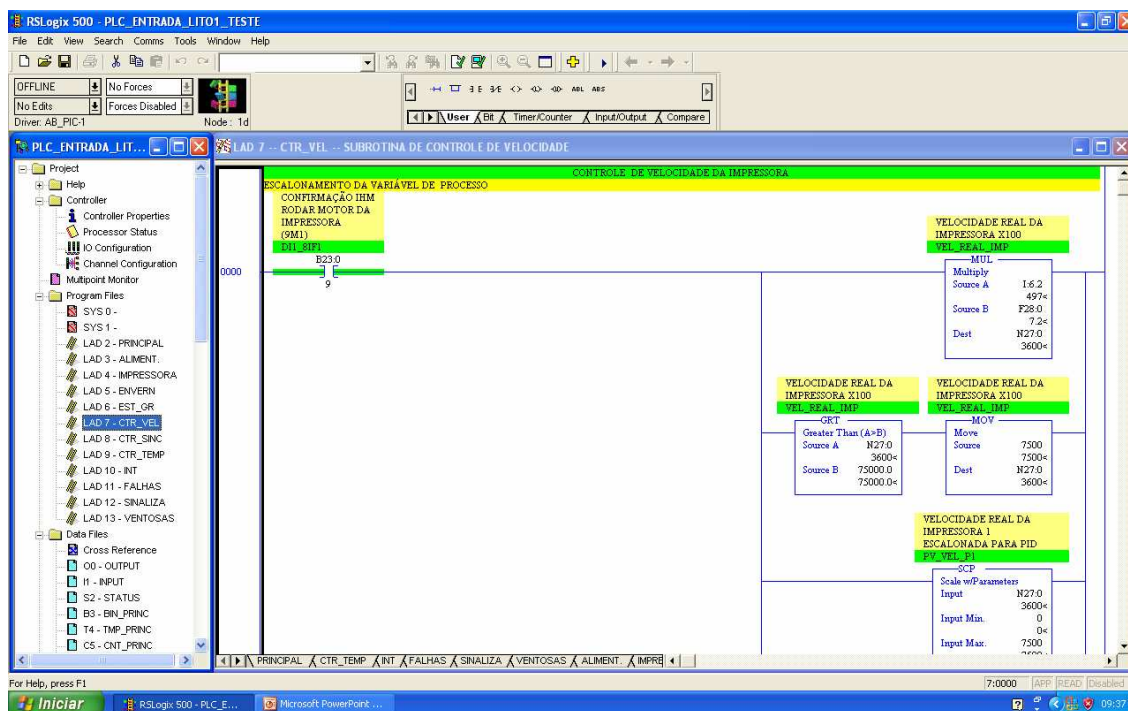 RSLogix 500 - PLC_ENTRADA_LITO1_TESTE
File Edit View Search Comms Tools Window Help
OFFLINE No Forces
No Edits Forces Disabled
Driver: AB_PIC-1 Node: 1d
ABL ABS
User Bit Timer/Counter Input/Output Compare
PLC_ENTRADA_LIT...
Project
Help
Controller
Controller Properties
Processor Status
IO Configuration
Channel Configuration
Multipoint Monitor
Program Files
SYS 0 -
SYS 1 -
LAD 2 - PRINCIPAL
LAD 3 - ALIMENT.
LAD 4 - IMPRESSORA
LAD 5 - ENVERN
LAD 6 - EST_GR
LAD 7 - CTR_VEL
LAD 8 - CTR_SINC
LAD 9 - CTR_TEMP
LAD 10 - INT
LAD 11 - FALHAS
LAD 12 - SINALIZA
LAD 13 - VENTOSAS
Data Files
Cross Reference
O0 - OUTPUT
I1 - INPUT
S2 - STATUS
B3 - BIN_PRINC
T4 - TMP_PRINC
C5 - CNT_PRINC
LAD 7 -- CTR_VEL -- SUBROTINA DE CONTROLE DE VELOCIDADE
CONTROLE DE VELOCIDADE DA IMPRESSORA
ESCALONAMENTO DA VARIÁVEL DE PROCESSO
CONFIRMAÇÃO IHM
RODAR MOTOR DA
IMPRESSORA
(9M1)
DI1_8IF1
B23:0
0000
9
VELOCIDADE REAL DA
IMPRESSORA X100
VEL_REAL_IMP
MUL
Multiply
Source A I:6.2
497<
Source B F28:0
7.2<
Dest N27:0
3600<
VELOCIDADE REAL DA
IMPRESSORA X100
VEL_REAL_IMP
GRT
Greater Than (A>B)
Source A N27:0
3600<
Source B 75000.0
75000.0<
VELOCIDADE REAL DA
IMPRESSORA X100
VEL_REAL_IMP
MOV
Move
Source 7500
7500<
Dest N27:0
3600<
VELOCIDADE REAL DA
IMPRESSORA 1
ESCALONADA PARA PID
PV_VEL_P1
SCP
Scale w/Parameters
Input N27:0
3600<
Input Min. 0
0<
Input Max. 7500
PRINCIPAL CTR_TEMP INT FALHAS SINALIZA VENTOSAS ALIMENT. IMPRE
For Help, press F1
7:0000 APP READ Disabled
Iniciar RSLogix 500 - PLC_E... Microsoft PowerPoint ... 09:37